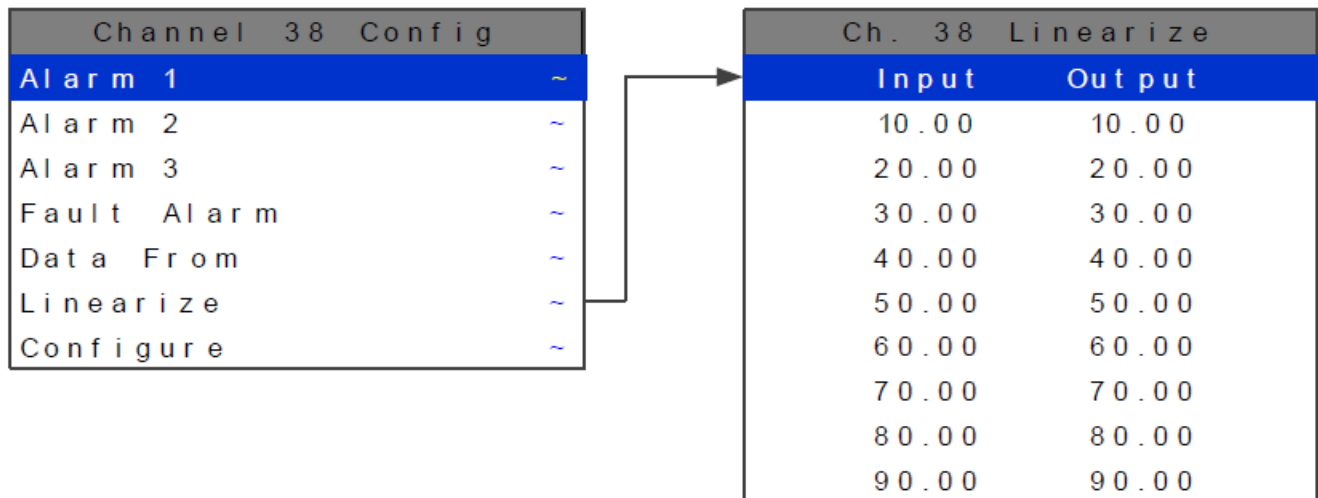 Channel 38 Config
Alarm 1 ~
Alarm 2 ~
Alarm 3 ~
Fault Alarm ~
Data From ~
Linearize ~
Configure ~
Ch. 38 Linearize
Input Output
10.00 10.00
20.00 20.00
30.00 30.00
40.00 40.00
50.00 50.00
60.00 60.00
70.00 70.00
80.00 80.00
90.00 90.00